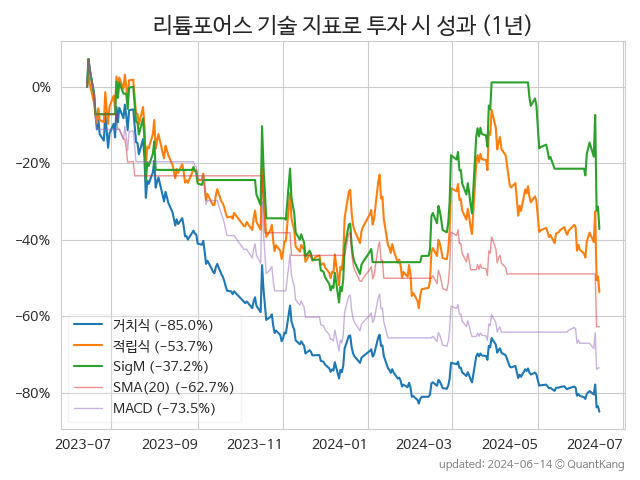 리튬포어스 기술 지표로 투자 시 성과 (1년)
0%
−20%
−40%
−60%
−80%
거치식 (−85.0%)
적립식 (−53.7%)
SigM (−37.2%)
SMA(20) (−62.7%)
MACD (−73.5%)
2023-07 2023-09 2023-11 2024-01 2024-03 2024-05 2024-07
updated: 2024-06-14 © QuantKang